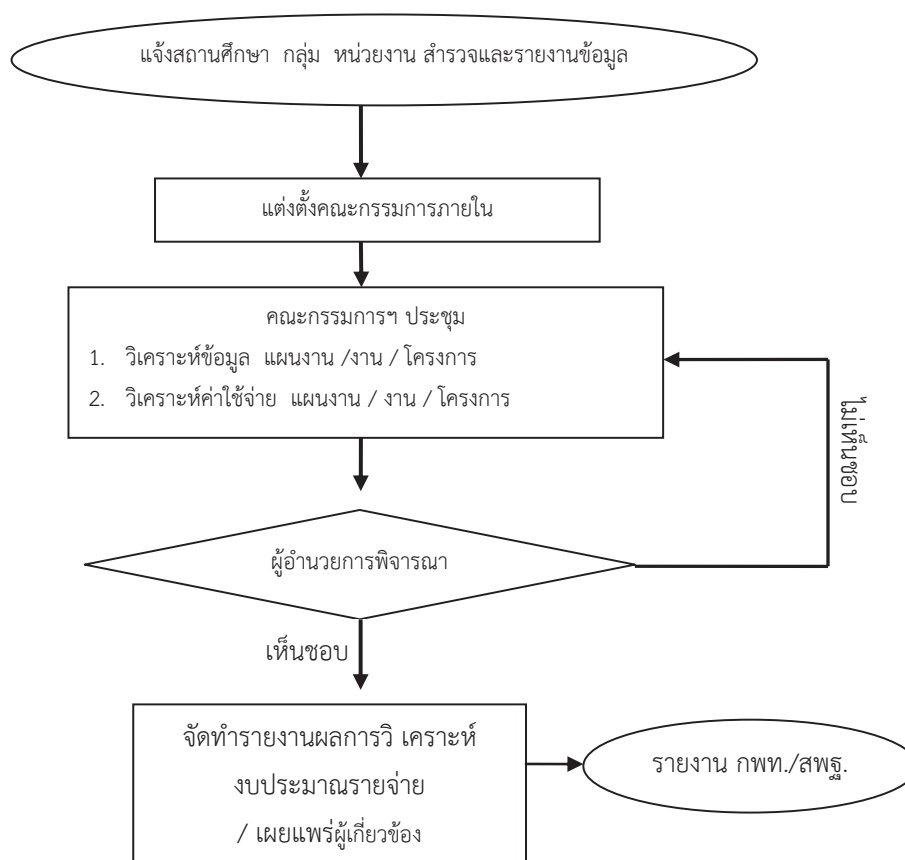 แจ้งสถานศึกษา กลุ่ม หน่วยงาน สำรวจและรายงานข้อมูล
แต่งตั้งคณะกรรมการภายใน
คณะกรรมการฯ ประชุม
1. วิเคราะห์ข้อมูล แผนงาน /งาน / โครงการ
2. วิเคราะห์ค่าใช้จ่าย แผนงาน / งาน / โครงการ
ไม่เห็นชอบ
ผู้อำนวยการพิจารณา
เห็นชอบ
จัดทำรายงานผลการวิ เคราะห์
งบประมาณรายจ่าย
/ เผยแพร่ผู้เกี่ยวข้อง
รายงาน กพท./สพฐ.